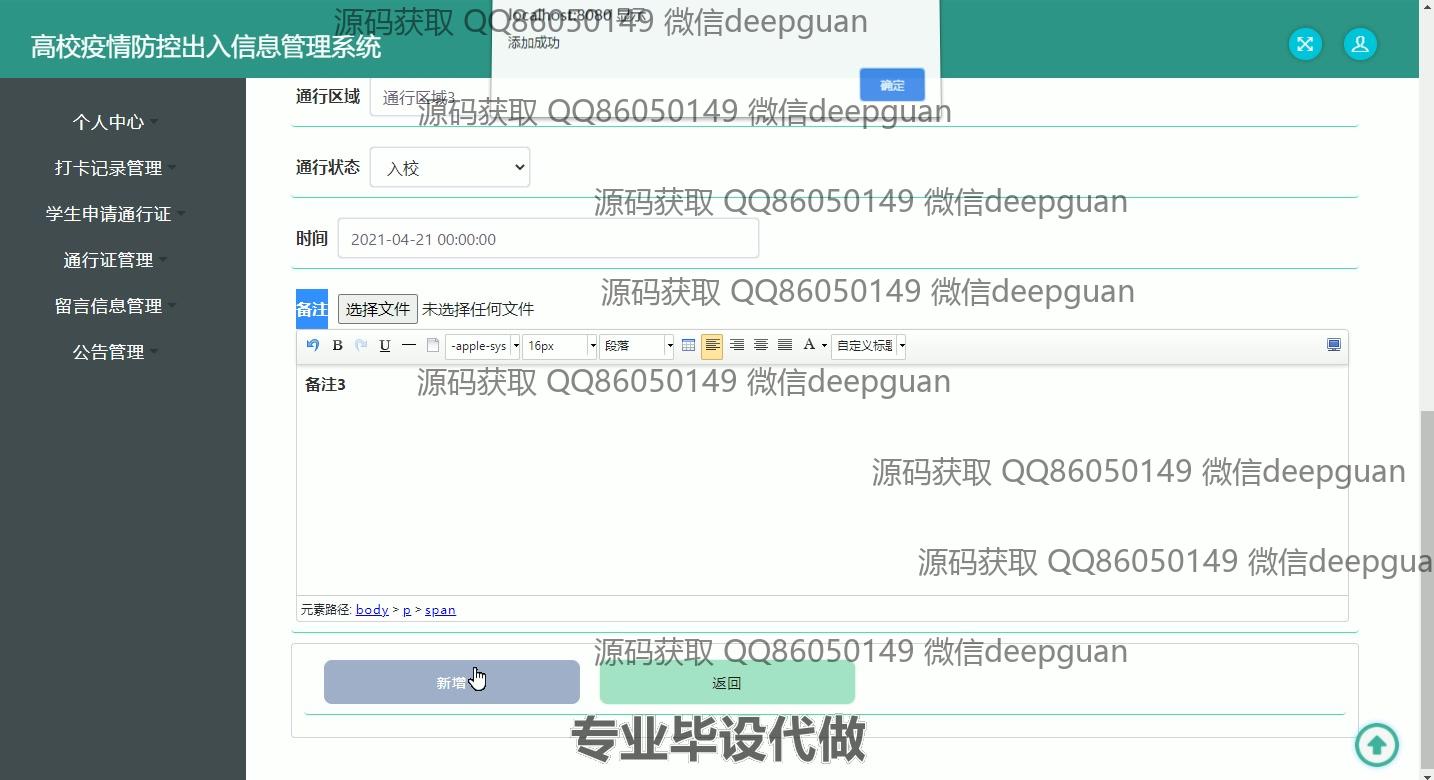 源码获取 QQ86050149 微信deepguan
localhost:8080 显示
添加成功
确定
高校疫情防控出入信息管理系统
个人中心
打卡记录管理
学生申请通行证
通行证管理
留言信息管理
公告管理
通行区域 通行区域3
源码获取 QQ86050149 微信deepguan
通行状态 入校
源码获取 QQ86050149 微信deepguan
时间 2021-04-21 00:00:00
源码获取 QQ86050149 微信deepguan
备注 选择文件 未选择任何文件
B U -apple-sys 16px 段落 A 自定义标题
备注3
源码获取 QQ86050149 微信deepguan
源码获取 QQ86050149 微信deepguan
源码获取 QQ86050149 微信deepgua
元素路径: body > p > span
源码获取 QQ86050149 微信deepguan
新增 返回
专业毕设代做